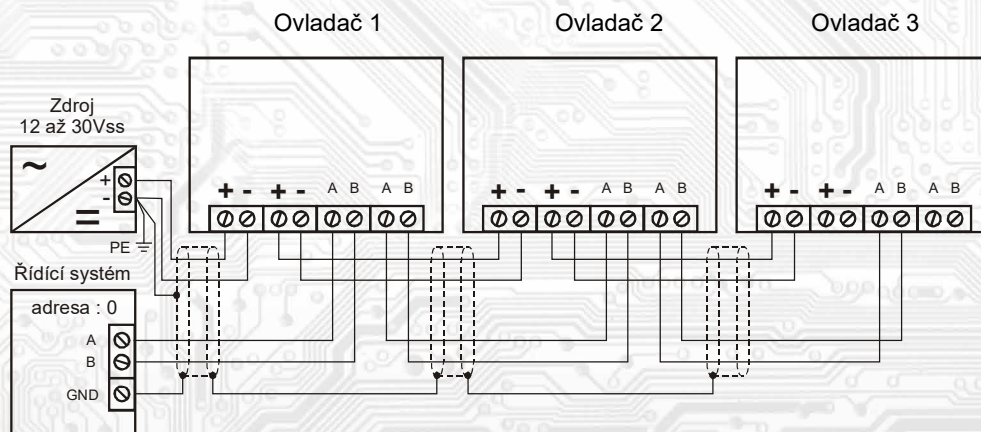 Ovladač 1
Ovladač 2
Ovladač 3
Zdroj
12 až 30Vss
~
=
+
-
PE
+ - + - A B A B
+ - + - A B A B
+ - + - A B A B
Řídící systém
adresa : 0
A
B
GND